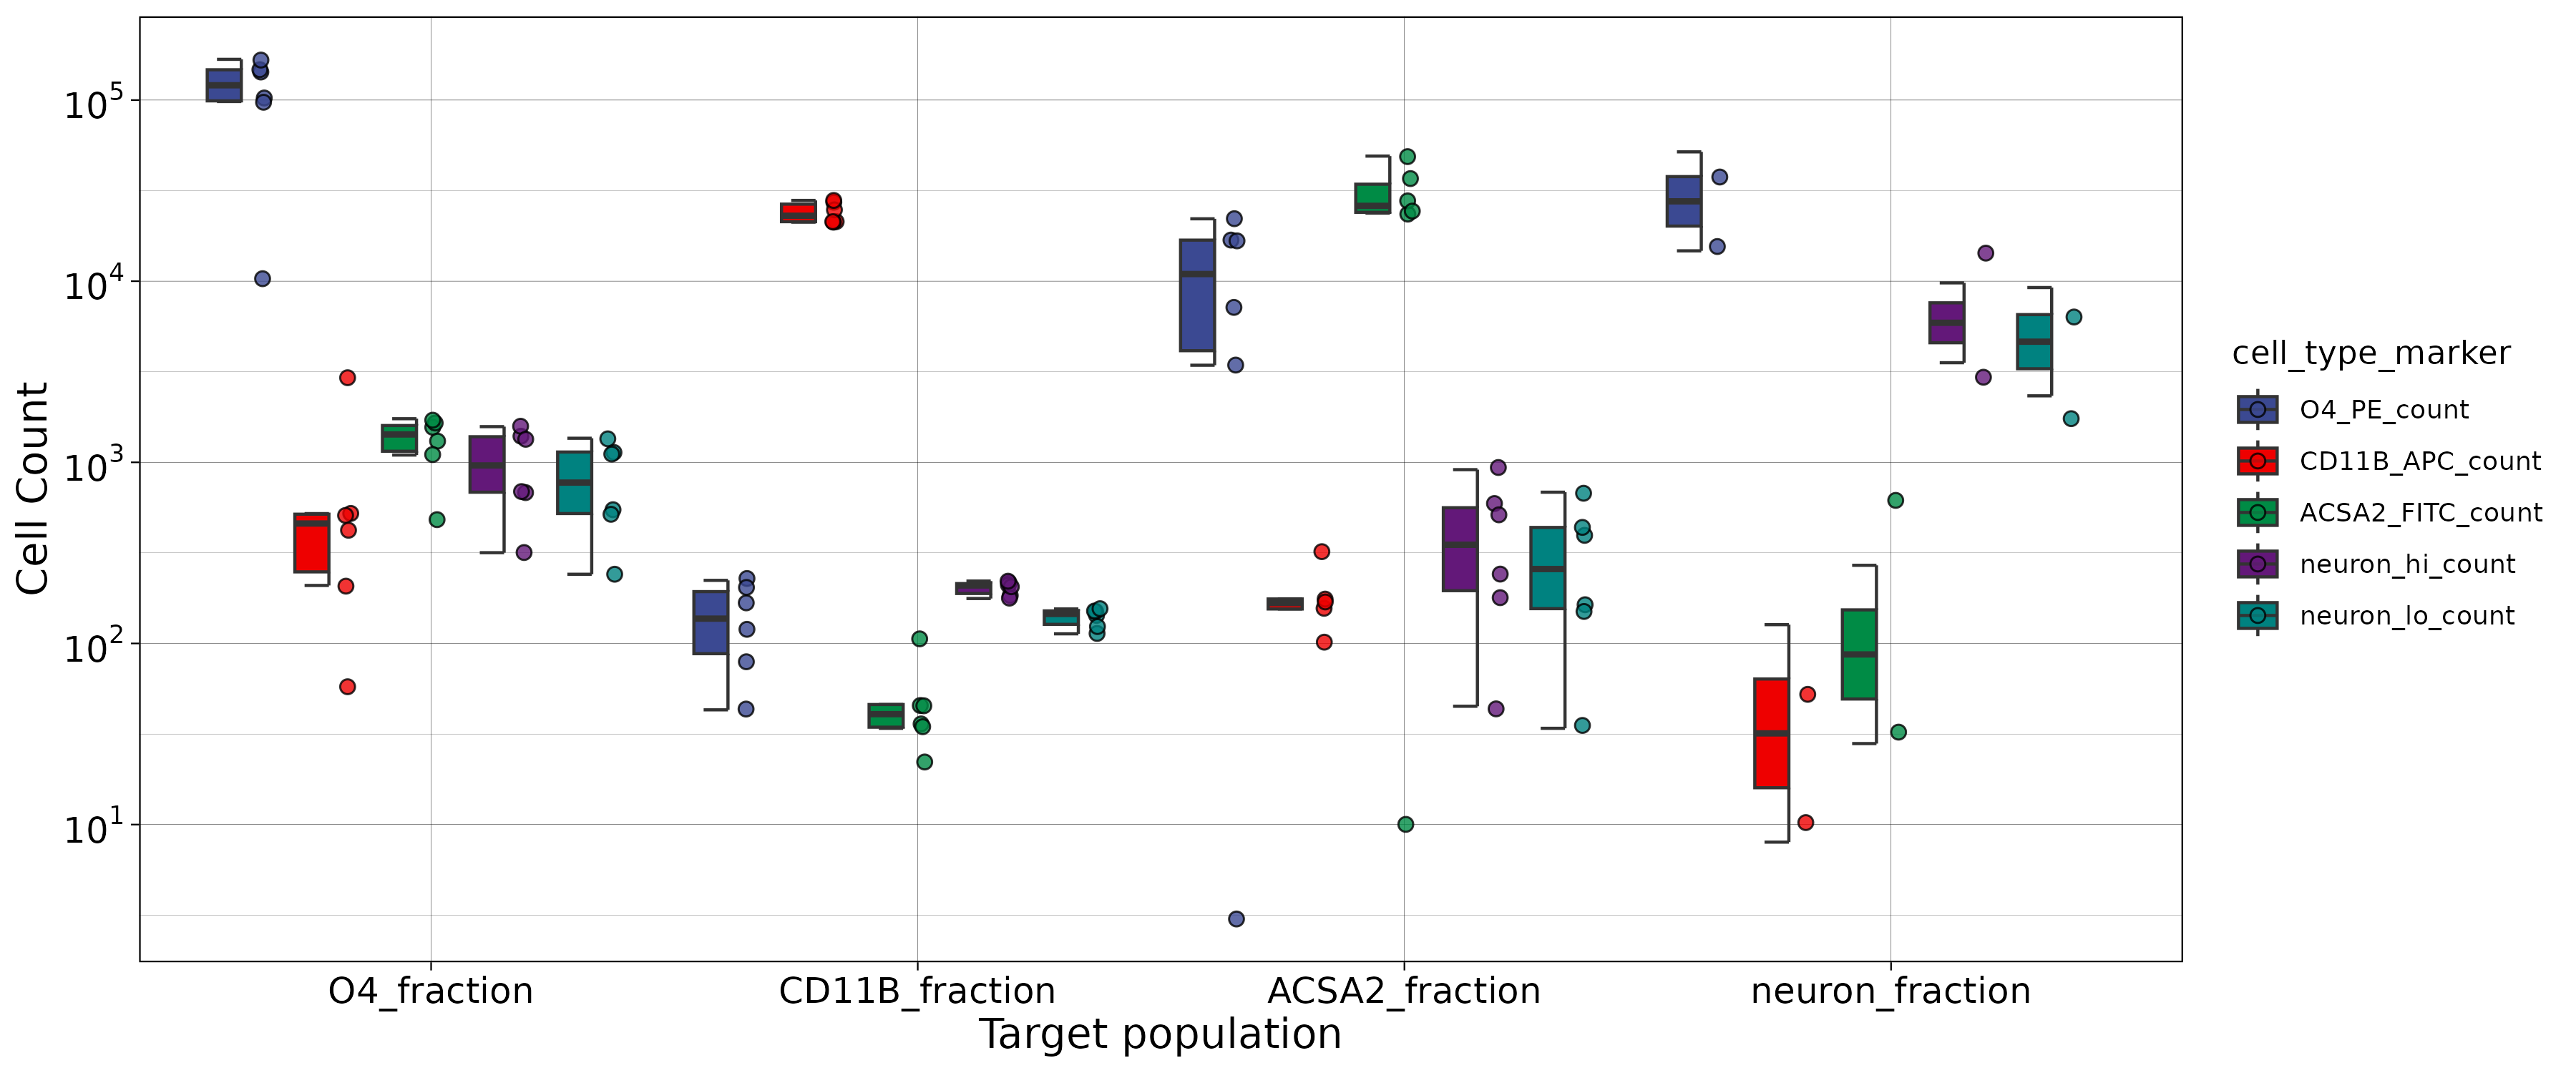 10^5
10^4
10^3
10^2
10^1
Cell Count
O4_fraction
CD11B_fraction
ACSA2_fraction
neuron_fraction
Target population
cell_type_marker
O4_PE_count
CD11B_APC_count
ACSA2_FITC_count
neuron_hi_count
neuron_lo_count